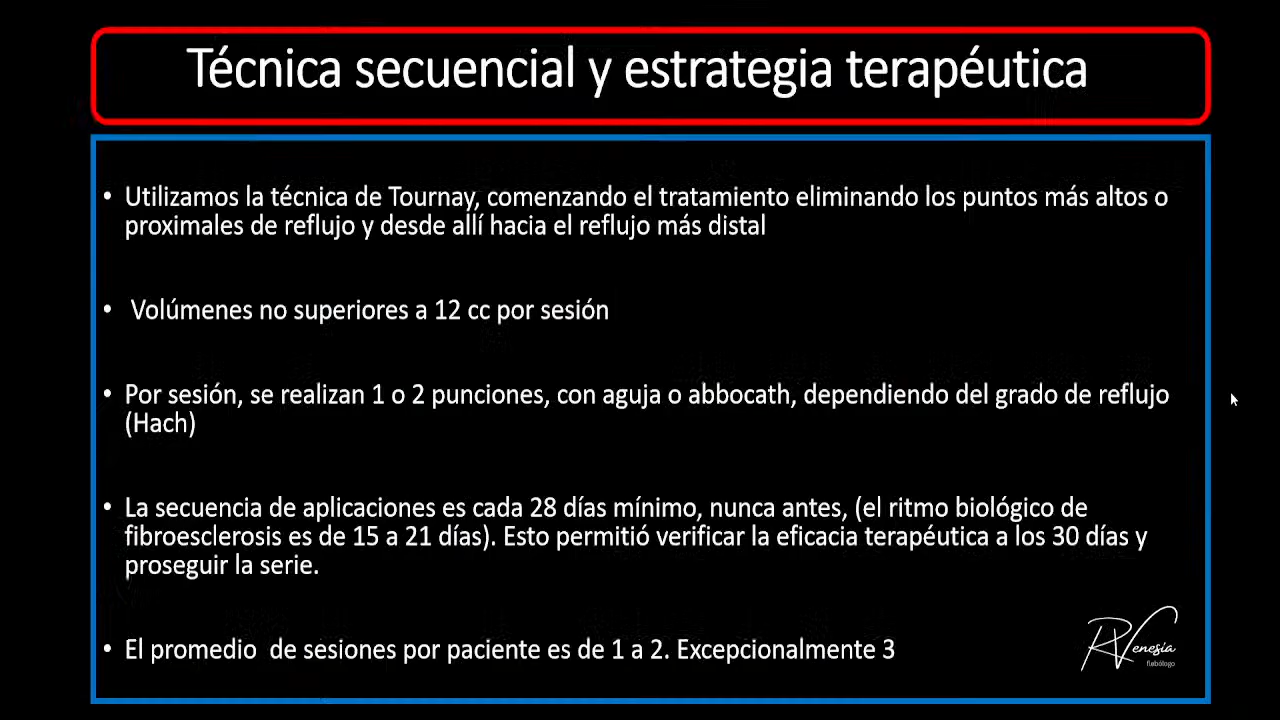 Técnica secuencial y estrategia terapéutica
• Utilizamos la técnica de Tournay, comenzando el tratamiento eliminando los puntos más altos o
proximales de reflujo y desde allí hacia el reflujo más distal
• Volúmenes no superiores a 12 cc por sesión
• Por sesión, se realizan 1 o 2 punciones, con aguja o abbocath, dependiendo del grado de reflujo
(Hach)
• La secuencia de aplicaciones es cada 28 días mínimo, nunca antes, (el ritmo biológico de
fibroesclerosis es de 15 a 21 días). Esto permitió verificar la eficacia terapéutica a los 30 días y
proseguir la serie.
• El promedio  de sesiones por paciente es de 1 a 2. Excepcionalmente 3
RVenesia
flebólogo